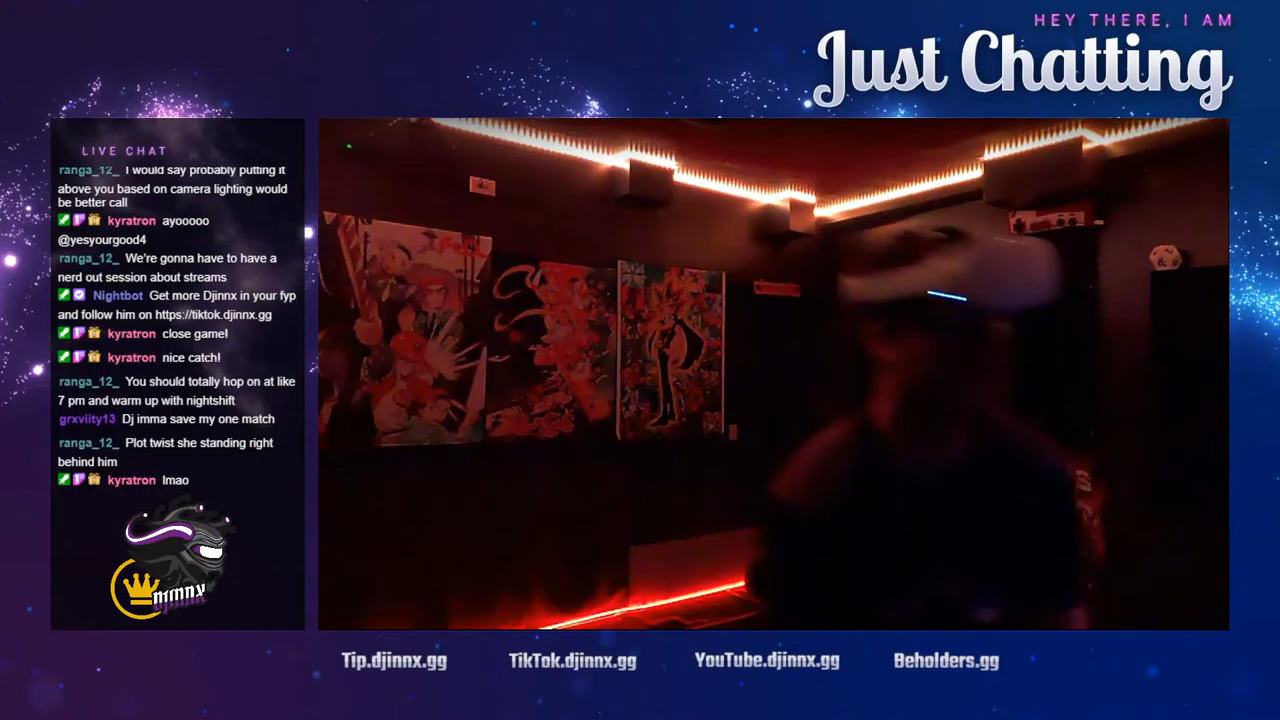 HEY THERE, I AM
Just Chatting
LIVE CHAT
ranga_12_ I would say probably putting it
above you based on camera lighting would
be better call
kyratron ayooooo
@yesyourgood4
ranga_12_ We're gonna have to have a
nerd out session about streams
Nightbot Get more Djinnx in your fyp
and follow him on https://tiktok.djinnx.gg
kyratron close game!
kyratron nice catch!
ranga_12_ You should totally hop on at like
7 pm and warm up with nightshift
grxviity13 Dj imma save my one match
ranga_12_ Plot twist she standing right
behind him
kyratron lmao
DJINNX
Tip.djinnx.gg
TikTok.djinnx.gg
YouTube.djinnx.gg
Beholders.gg